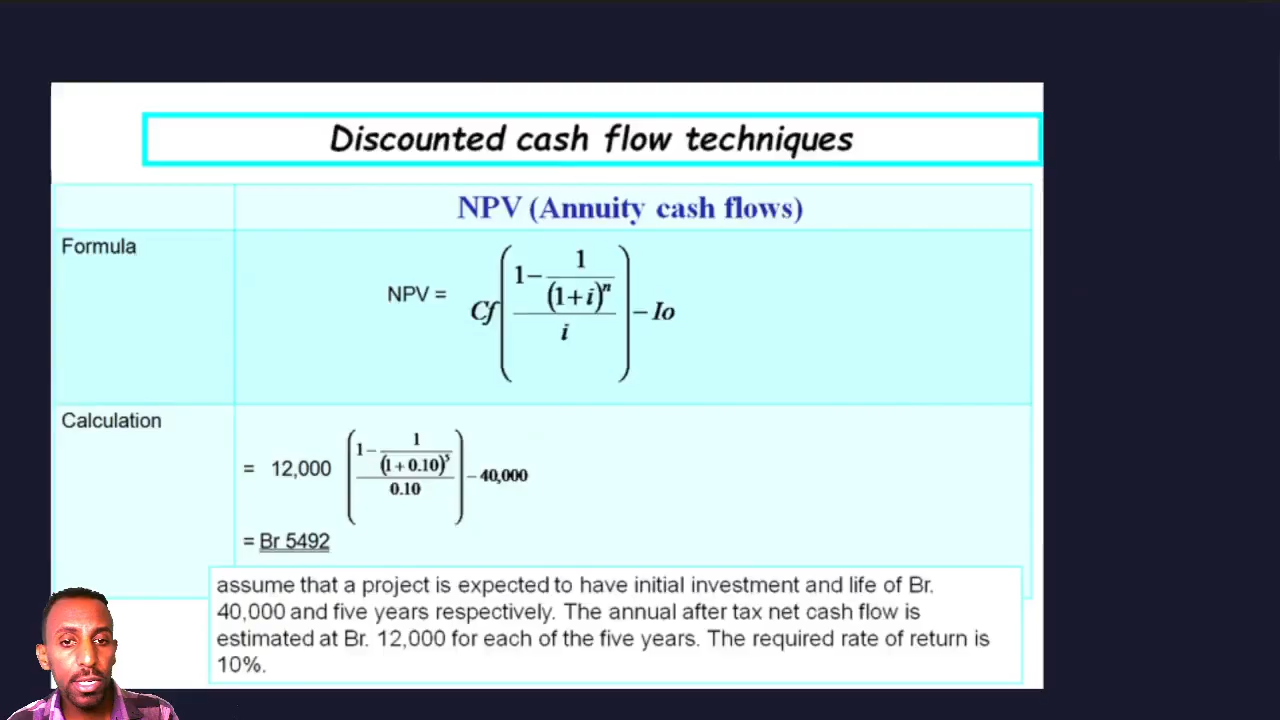 Discounted cash flow techniques
NPV (Annuity cash flows)
Formula
NPV = Cf ( (1 − 1/(1+i)^n) / i ) − Io
Calculation
= 12,000 ( (1 − 1/(1+0.10)^5) / 0.10 ) − 40,000
= Br 5492
assume that a project is expected to have initial investment and life of Br.
40,000 and five years respectively. The annual after tax net cash flow is
estimated at Br. 12,000 for each of the five years. The required rate of return is
10%.